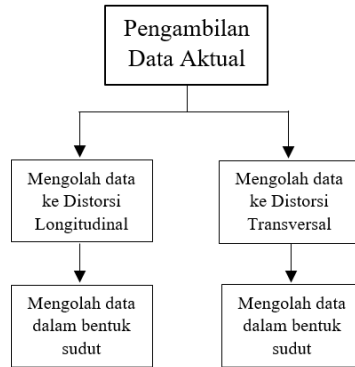 Pengambilan
Data Aktual
Mengolah data
ke Distorsi
Longitudinal
Mengolah data
ke Distorsi
Transversal
Mengolah data
dalam bentuk
sudut
Mengolah data
dalam bentuk
sudut